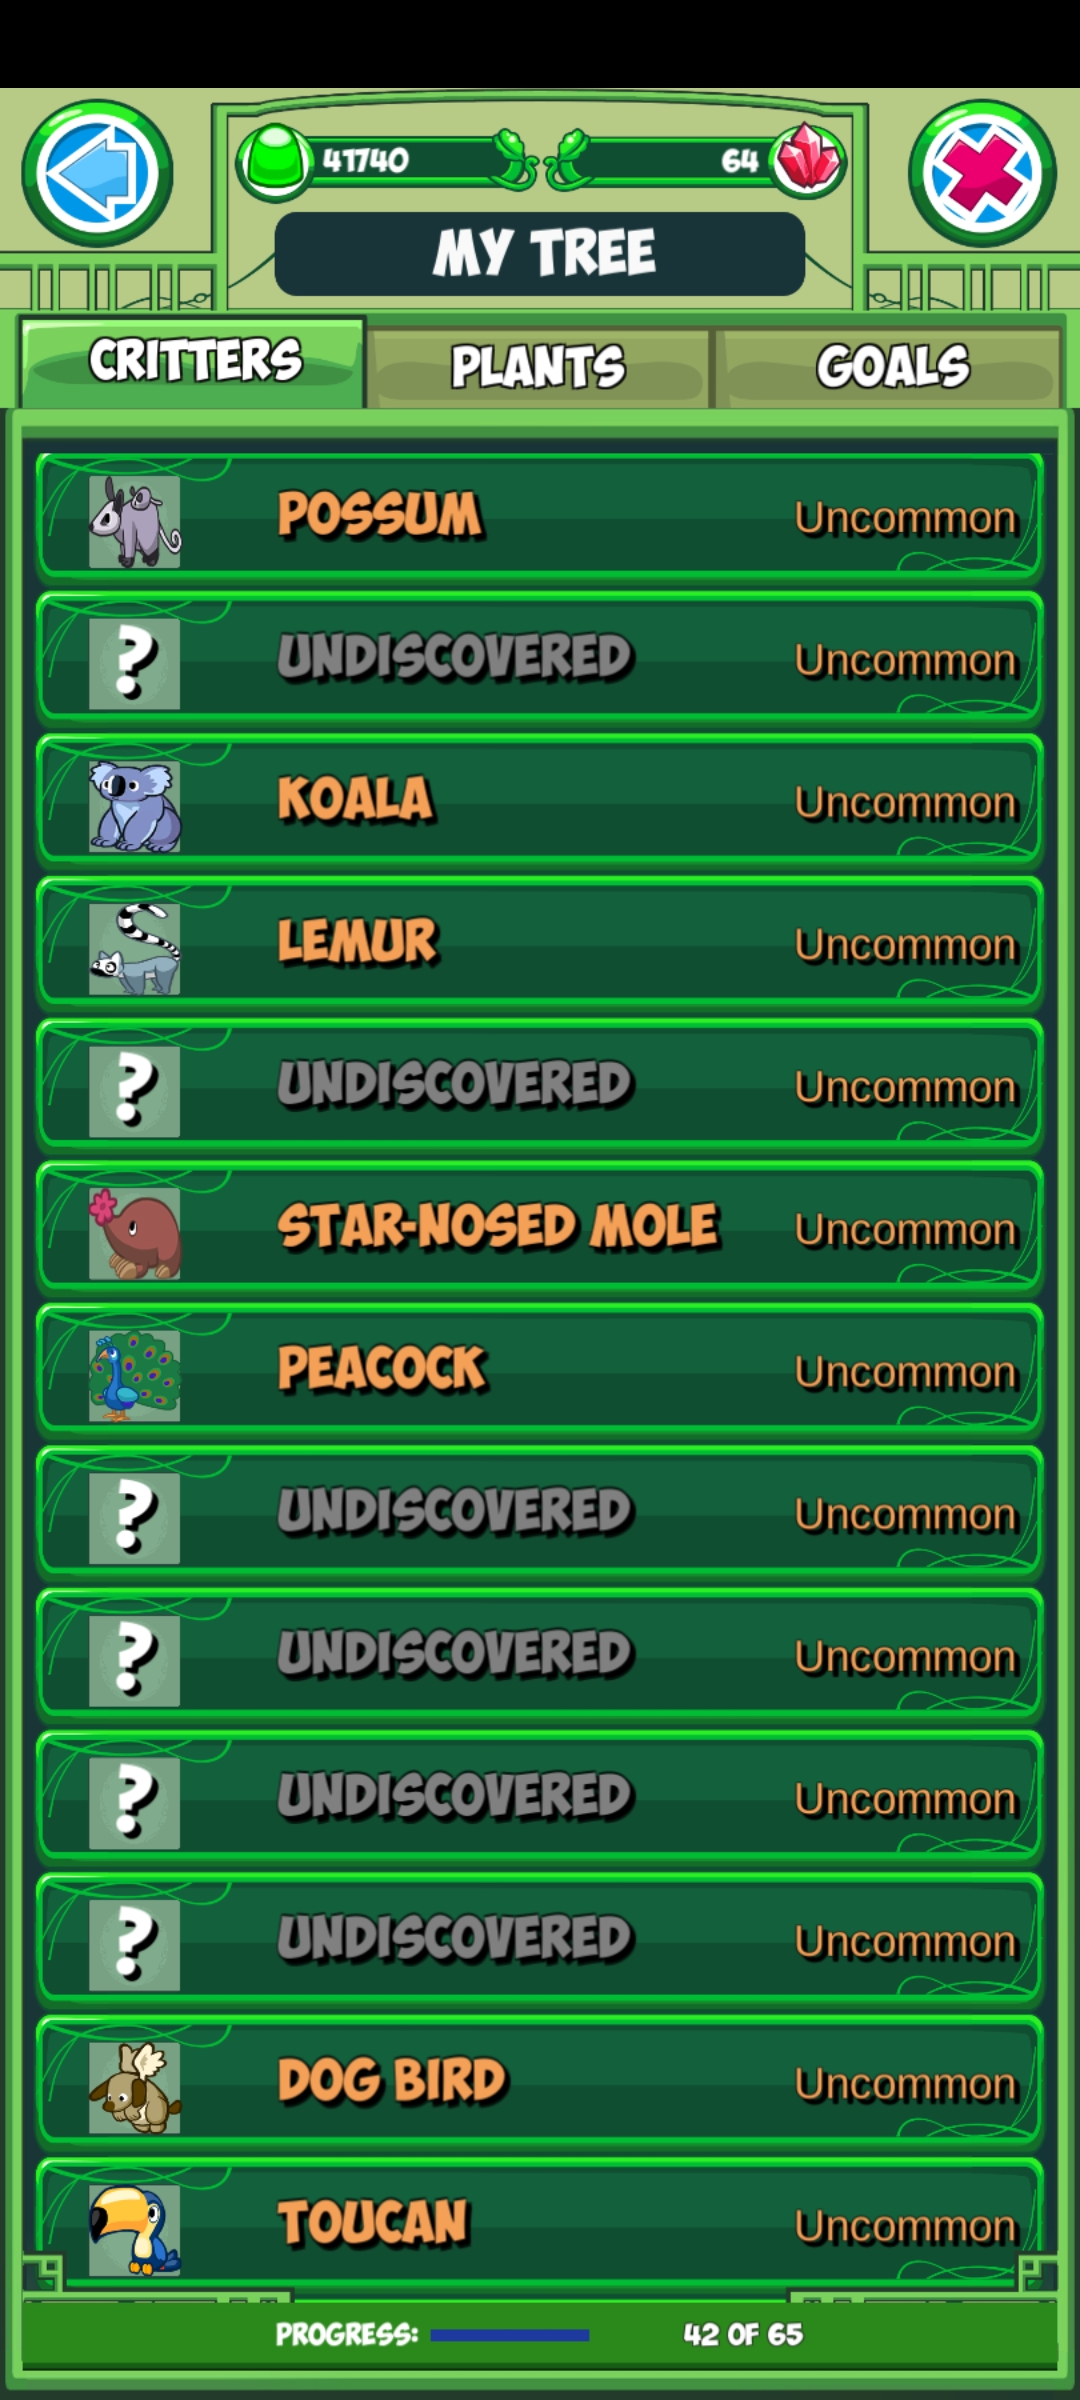 41740
64
MY TREE
CRITTERS
PLANTS
GOALS
POSSUM
Uncommon
?
UNDISCOVERED
Uncommon
KOALA
Uncommon
LEMUR
Uncommon
?
UNDISCOVERED
Uncommon
STAR-NOSED MOLE
Uncommon
PEACOCK
Uncommon
?
UNDISCOVERED
Uncommon
?
UNDISCOVERED
Uncommon
?
UNDISCOVERED
Uncommon
?
UNDISCOVERED
Uncommon
DOG BIRD
Uncommon
TOUCAN
Uncommon
PROGRESS:
42 OF 65